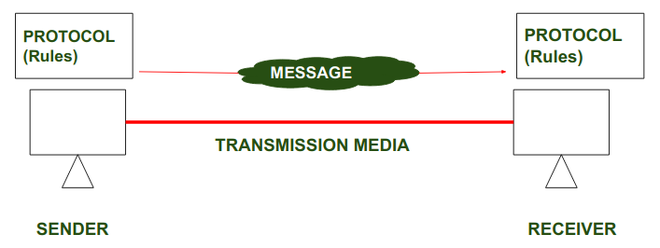 PROTOCOL
(Rules)
PROTOCOL
(Rules)
MESSAGE
TRANSMISSION MEDIA
SENDER
RECEIVER